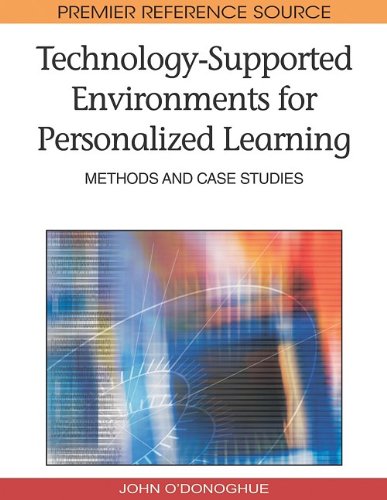 PREMIER REFERENCE SOURCE
Technology-Supported
Environments for
Personalized Learning
METHODS AND CASE STUDIES
JOHN O'DONOGHUE